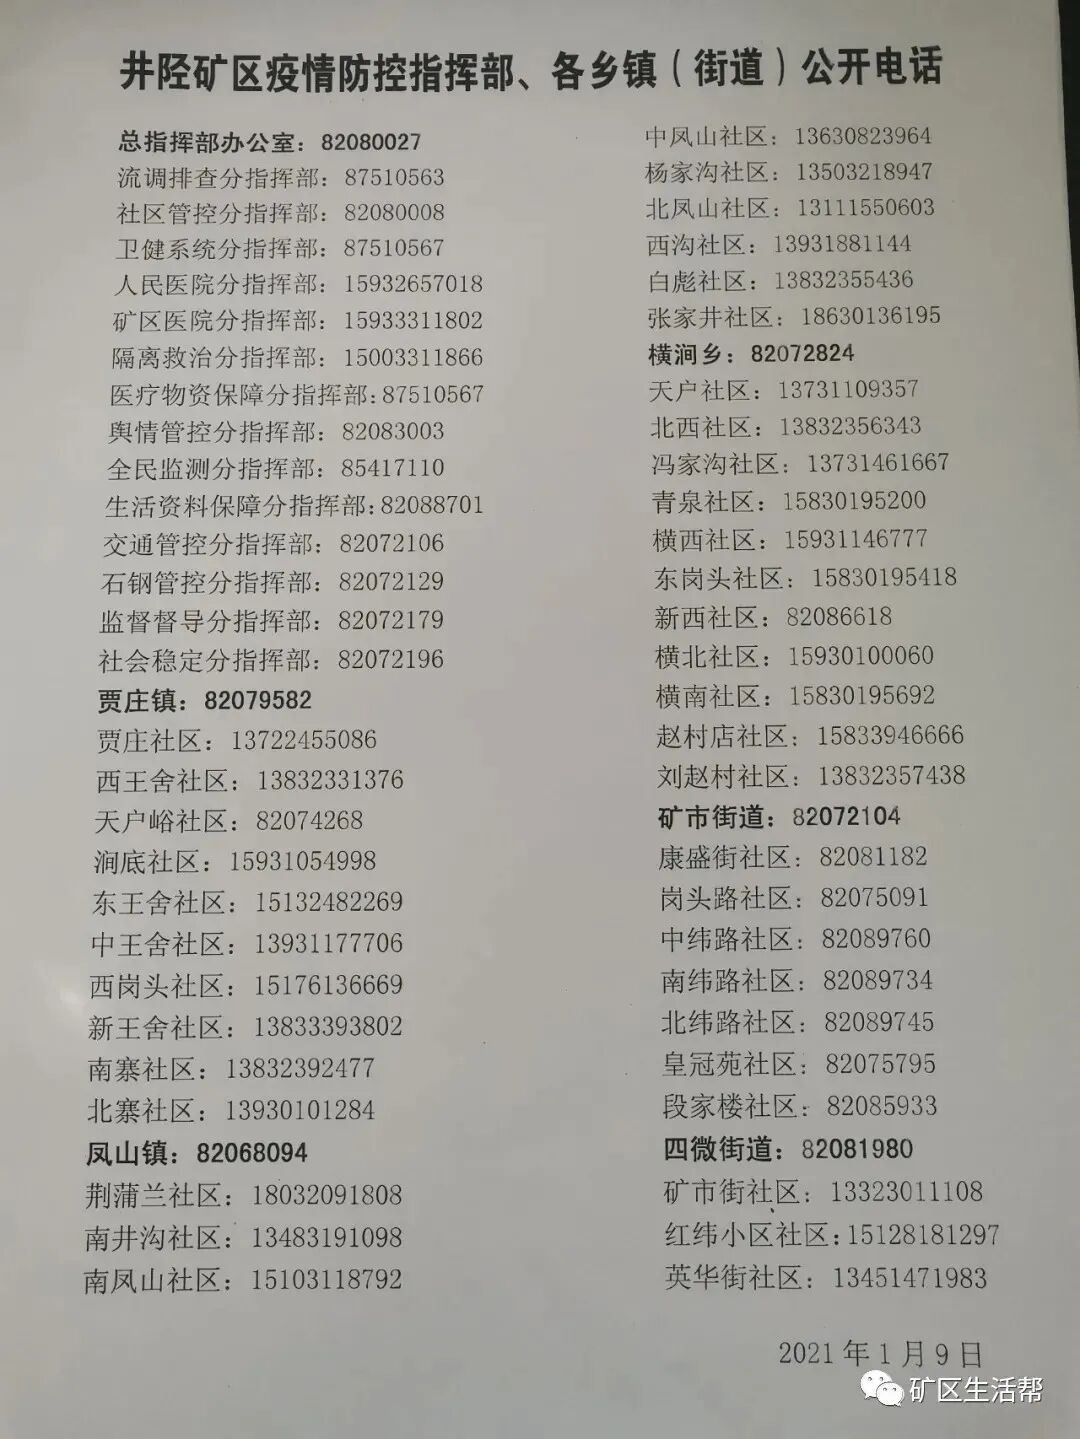 井陉矿区疫情防控指挥部、各乡镇（街道）公开电话
总指挥部办公室：82080027
流调排查分指挥部：87510563
社区管控分指挥部：82080008
卫健系统分指挥部：87510567
人民医院分指挥部：15932657018
矿区医院分指挥部：15933311802
隔离救治分指挥部：15003311866
医疗物资保障分指挥部:87510567
舆情管控分指挥部：82083003
全民监测分指挥部：85417110
生活资料保障分指挥部:82088701
交通管控分指挥部：82072106
石钢管控分指挥部：82072129
监督督导分指挥部：82072179
社会稳定分指挥部：82072196
贾庄镇：82079582
贾庄社区：13722455086
西王舍社区：13832331376
天户峪社区：82074268
涧底社区：15931054998
东王舍社区：15132482269
中王舍社区：13931177706
西岗头社区：15176136669
新王舍社区：13833393802
南寨社区：13832392477
北寨社区：13930101284
凤山镇：82068094
荆蒲兰社区：18032091808
南井沟社区：13483191098
南凤山社区：15103118792
中凤山社区：13630823964
杨家沟社区：13503218947
北凤山社区：13111550603
西沟社区：13931881144
白彪社区：13832355436
张家井社区：18630136195
横涧乡：82072824
天户社区：13731109357
北西社区：13832356343
冯家沟社区：13731461667
青泉社区：15830195200
横西社区：15931146777
东岗头社区：15830195418
新西社区：82086618
横北社区：15930100060
横南社区：15830195692
赵村店社区：15833946666
刘赵村社区：13832357438
矿市街道：82072104
康盛街社区：82081182
岗头路社区：82075091
中纬路社区：82089760
南纬路社区：82089734
北纬路社区：82089745
皇冠苑社区：82075795
段家楼社区：82085933
四微街道：82081980
矿市街社区：13323011108
红纬小区社区:15128181297
英华街社区：13451471983
2021年1月9日
矿区生活帮